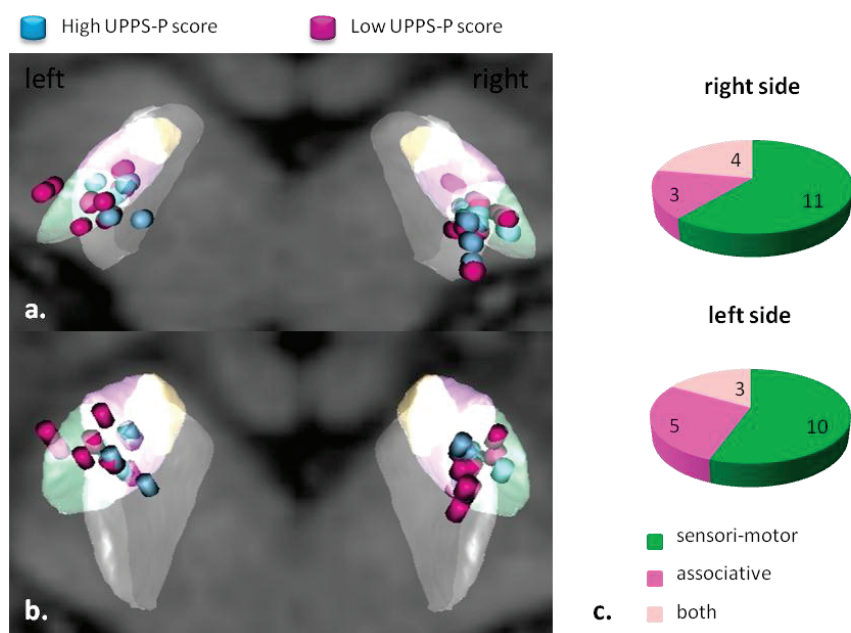 High UPPS-P score
Low UPPS-P score
left
right
a.
b.
right side
4
3
11
left side
3
5
10
sensori-motor
associative
both
c.